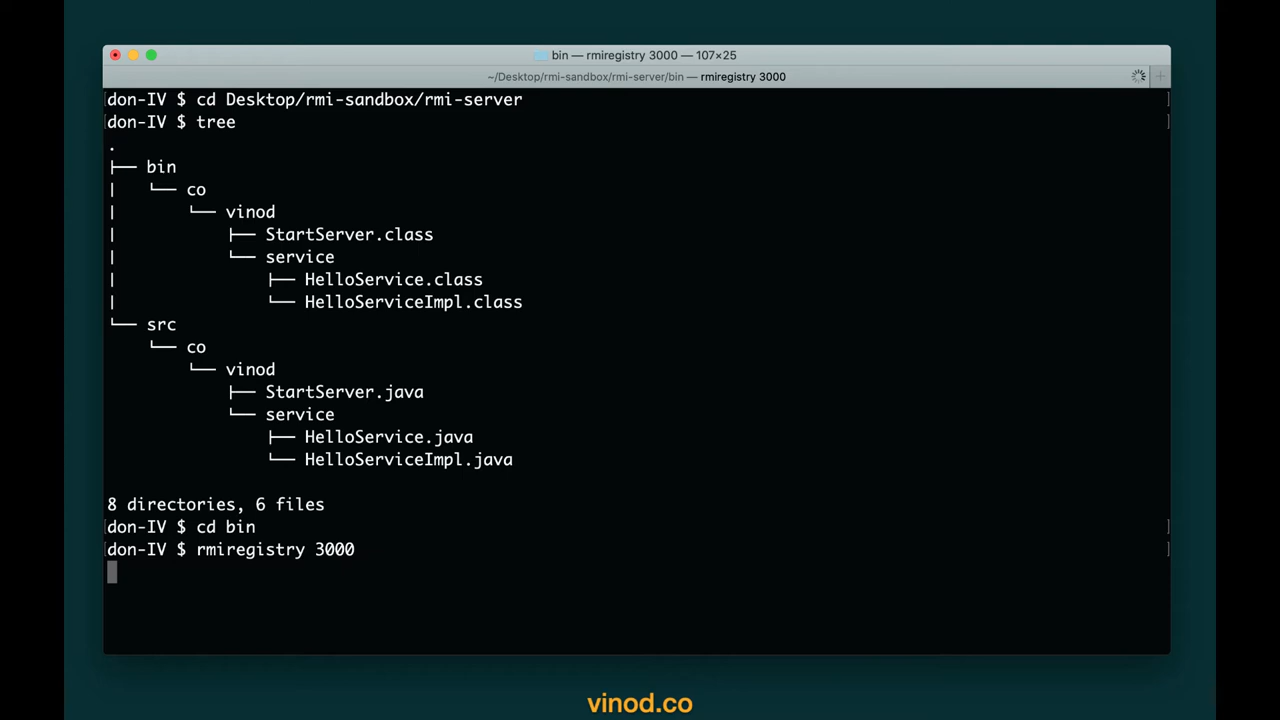 bin — rmiregistry 3000 — 107×25
~/Desktop/rmi-sandbox/rmi-server/bin — rmiregistry 3000
[don-IV $ cd Desktop/rmi-sandbox/rmi-server ]
[don-IV $ tree ]
.
├── bin
│   └── co
│       └── vinod
│           ├── StartServer.class
│           └── service
│               ├── HelloService.class
│               └── HelloServiceImpl.class
└── src
    └── co
        └── vinod
            ├── StartServer.java
            └── service
                ├── HelloService.java
                └── HelloServiceImpl.java
8 directories, 6 files
[don-IV $ cd bin ]
[don-IV $ rmiregistry 3000 ]
vinod.co